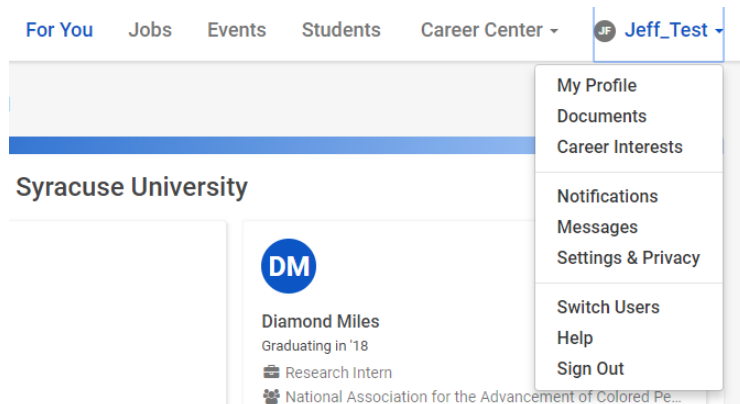 For You Jobs Events Students Career Center JF Jeff_Test
My Profile
Documents
Career Interests
Syracuse University
Notifications
Messages
Settings & Privacy
DM
Switch Users
Diamond Miles
Help
Graduating in '18
Sign Out
Research Intern
National Association for the Advancement of Colored Pe...